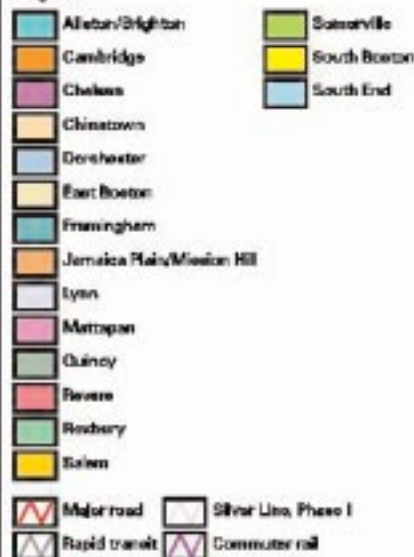 Allston/Brighton
Cambridge
Chelsea
Chinatown
Dorchester
East Boston
Framingham
Jamaica Plain/Mission Hill
Lynn
Mattapan
Quincy
Revere
Roxbury
Salem
Somerville
South Boston
South End
Major road
Silver Line, Phase I
Rapid transit
Commuter rail